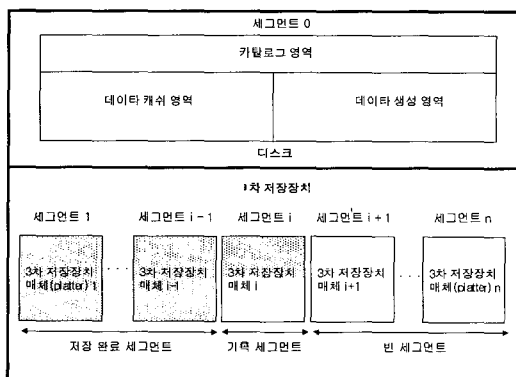 세그먼트 0
카탈로그 영역
데이타 캐쉬 영역 데이타 생성 영역
디스크
3차 저장장치
세그먼트 1 세그먼트 i-1 세그먼트 i 세그먼트 i+1 세그먼트 n
3차 저장장치 매체(platter) 1
3차 저장장치 매체 i-1
3차 저장장치 매체 i
3차 저장장치 매체 i+1
3차 저장장치 매체(platter) n
저장 완료 세그먼트 기록 세그먼트 빈 세그먼트